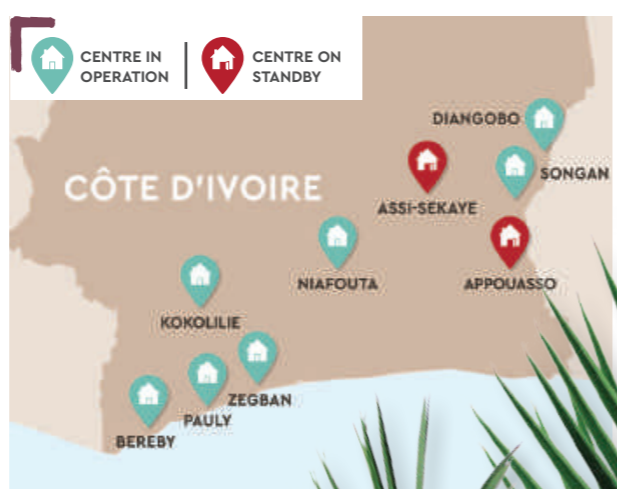 CENTRE IN
OPERATION
CENTRE ON
STANDBY
DIANGOBO
SONGAN
CÔTE D'IVOIRE
ASSI-SEKAYE
NIAFOUTA
APPOUASSO
KOKOLILIE
ZEGBAN
PAULY
BEREBY